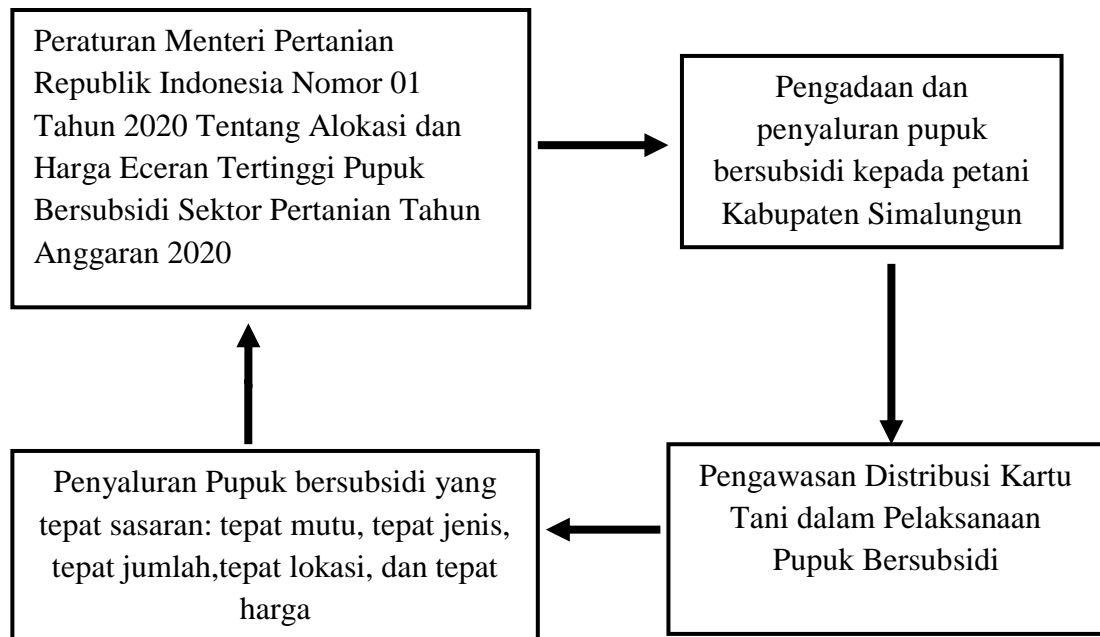 Peraturan Menteri Pertanian
Republik Indonesia Nomor 01
Tahun 2020 Tentang Alokasi dan
Harga Eceran Tertinggi Pupuk
Bersubsidi Sektor Pertanian Tahun
Anggaran 2020
Pengadaan dan
penyaluran pupuk
bersubsidi kepada petani
Kabupaten Simalungun
Pengawasan Distribusi Kartu
Tani dalam Pelaksanaan
Pupuk Bersubsidi
Penyaluran Pupuk bersubsidi yang
tepat sasaran: tepat mutu, tepat jenis,
tepat jumlah,tepat lokasi, dan tepat
harga